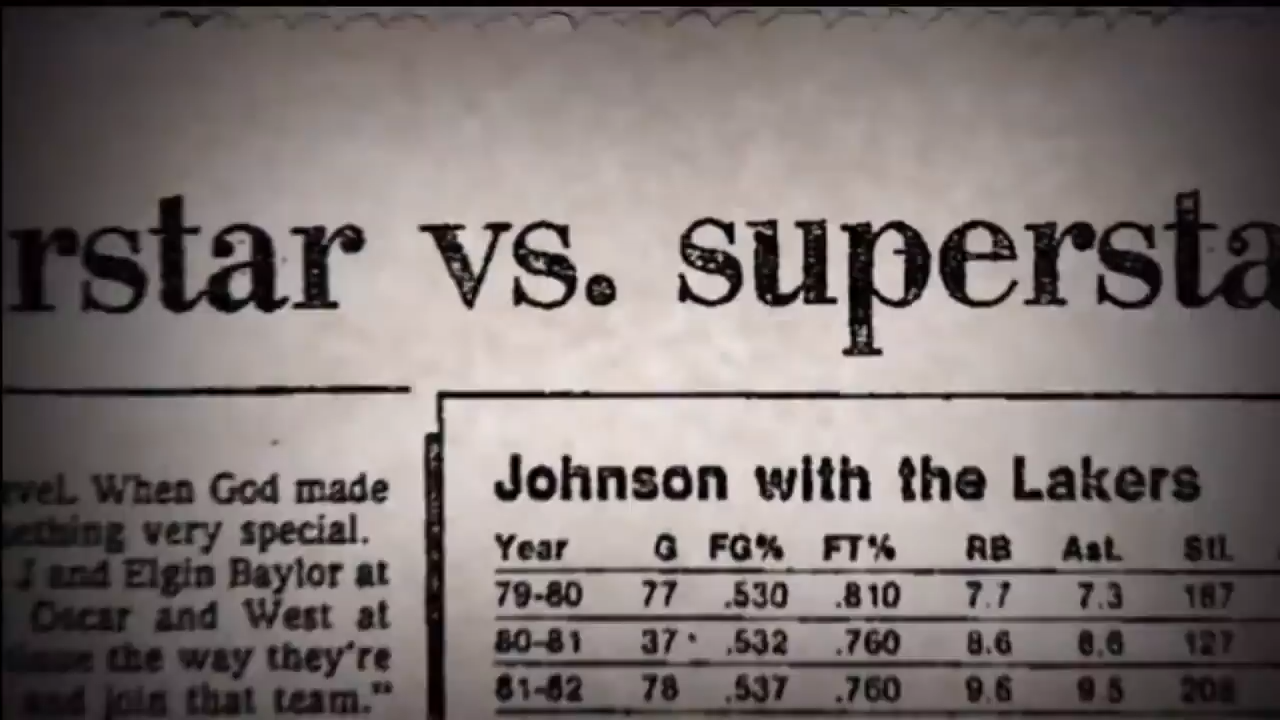 rstar vs. supersta
vel. When God made
ething very special.
J and Elgin Baylor at
Oscar and West at
the way they're
and join that team."
Johnson with the Lakers
Year G FG% FT% RB Ast. Stl.
79-80 77 .530 .810 7.7 7.3 187
80-81 37* .532 .760 8.6 8.6 127
81-82 78 .537 .760 9.6 9.5 208